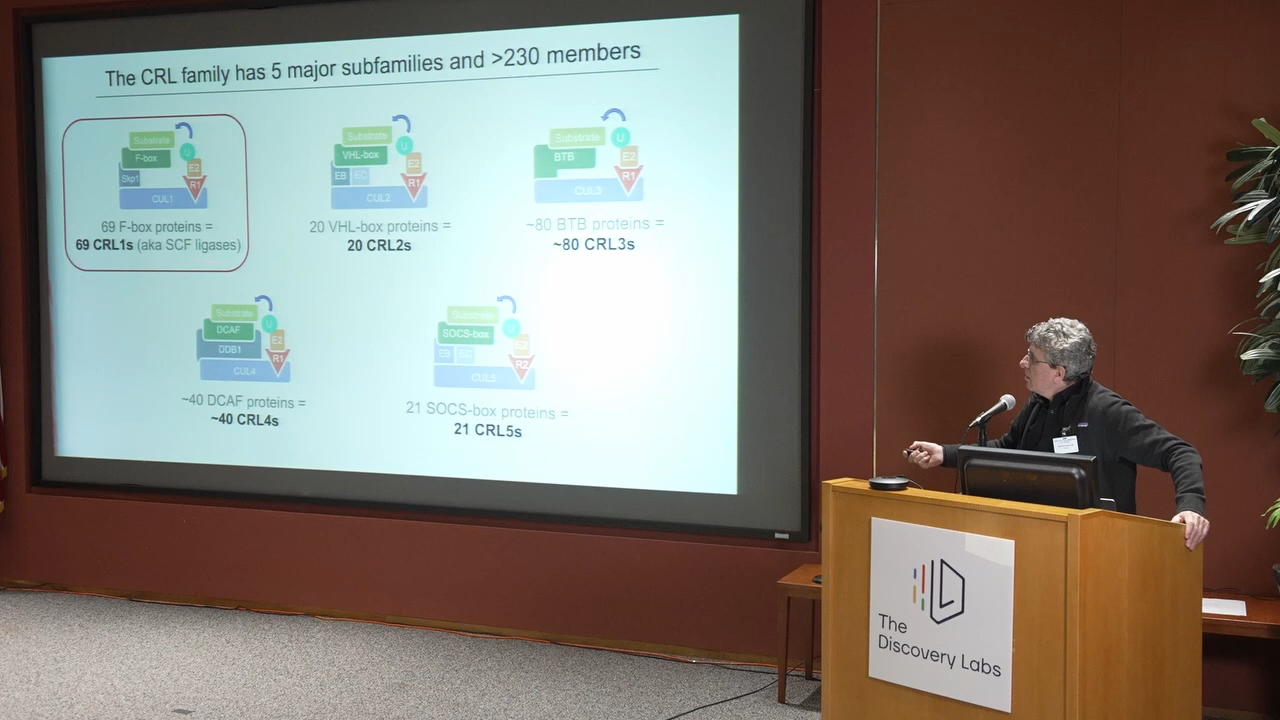 The CRL family has 5 major subfamilies and >230 members
Substrate
U
F-box
E2
Skp1
R1
CUL1
69 F-box proteins =
69 CRL1s (aka SCF ligases)
Substrate
U
VHL-box
E2
EB EC
R1
CUL2
20 VHL-box proteins =
20 CRL2s
Substrate
U
BTB
E2
R1
CUL3
~80 BTB proteins =
~80 CRL3s
Substrate
U
DCAF
E2
DDB1
R1
CUL4
~40 DCAF proteins =
~40 CRL4s
Substrate
U
SOCS-box
E2
EB EC
R2
CUL5
21 SOCS-box proteins =
21 CRL5s
The
Discovery Labs